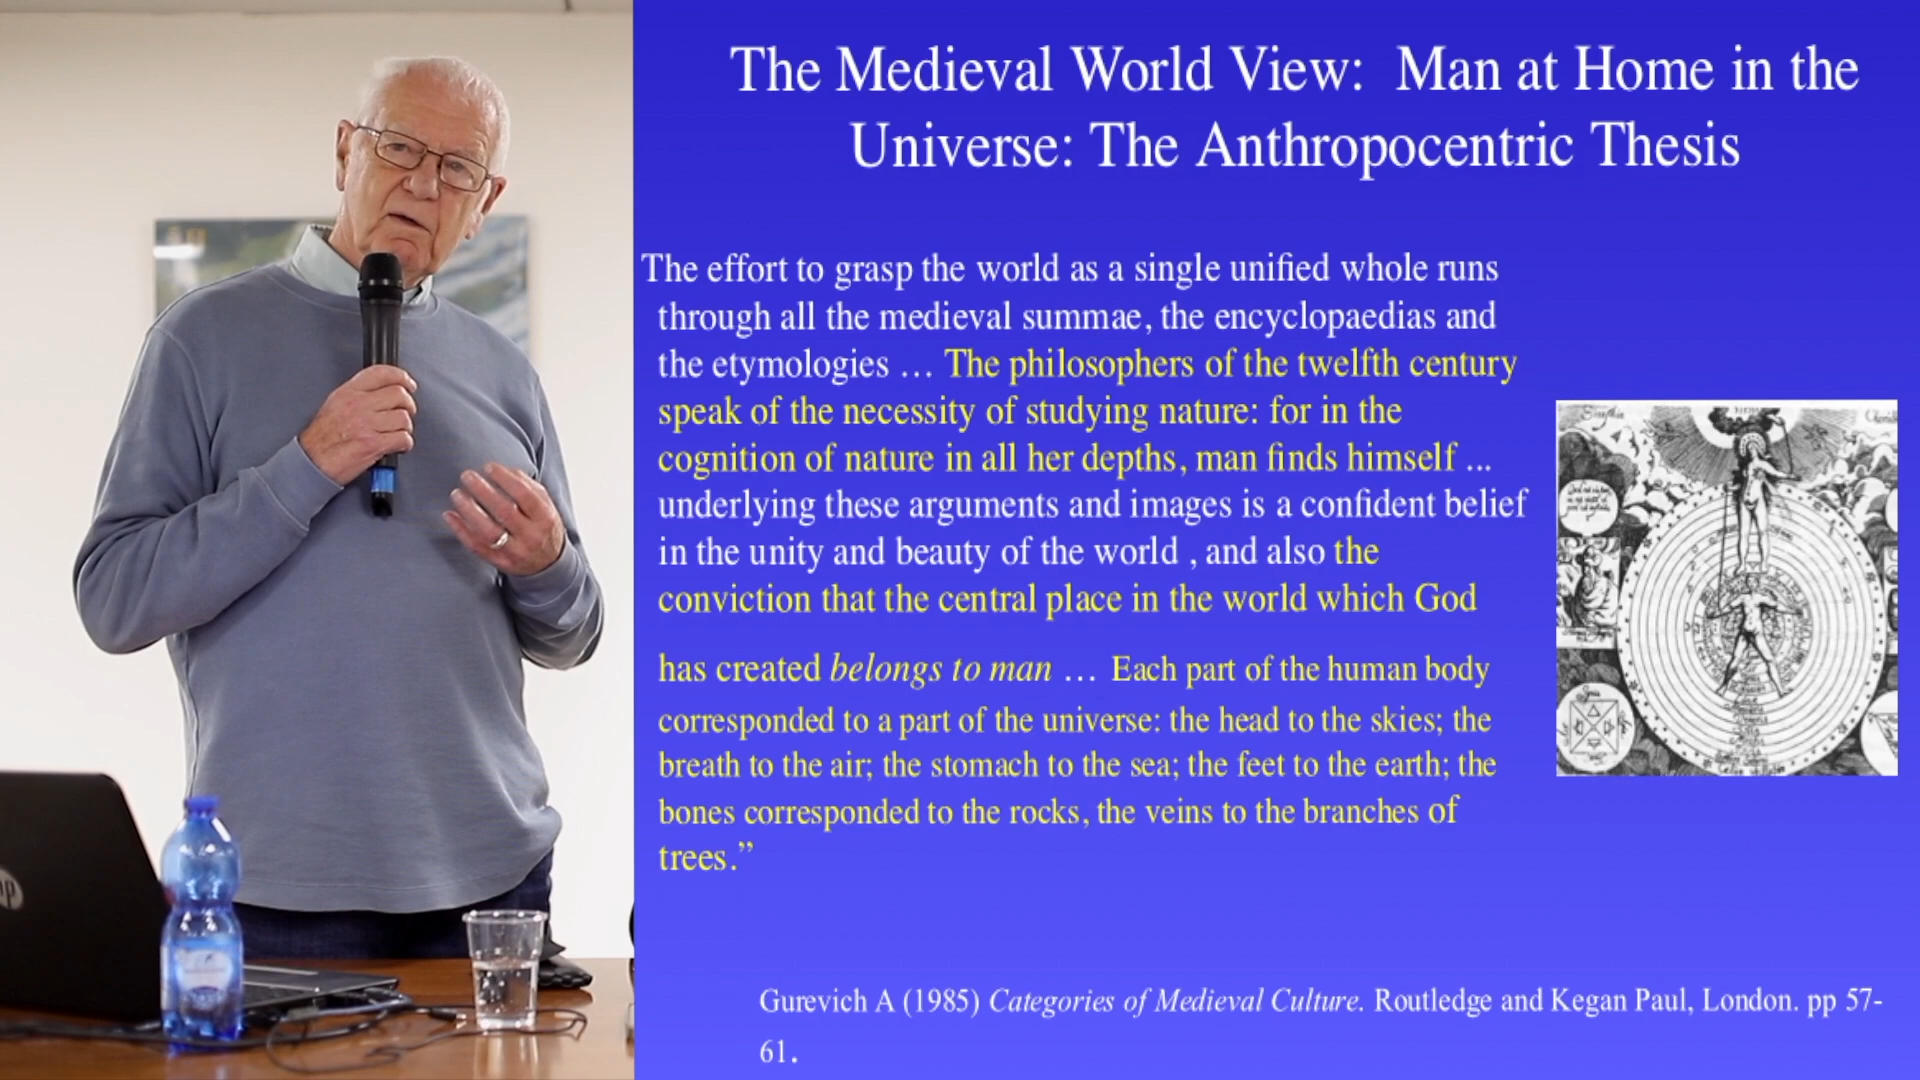 The Medieval World View: Man at Home in the
Universe: The Anthropocentric Thesis
The effort to grasp the world as a single unified whole runs
through all the medieval summae, the encyclopaedias and
the etymologies … The philosophers of the twelfth century
speak of the necessity of studying nature: for in the
cognition of nature in all her depths, man finds himself ...
underlying these arguments and images is a confident belief
in the unity and beauty of the world , and also the
conviction that the central place in the world which God
has created belongs to man … Each part of the human body
corresponded to a part of the universe: the head to the skies; the
breath to the air; the stomach to the sea; the feet to the earth; the
bones corresponded to the rocks, the veins to the branches of
trees.”
Gurevich A (1985) Categories of Medieval Culture. Routledge and Kegan Paul, London. pp 57-
61.
hp